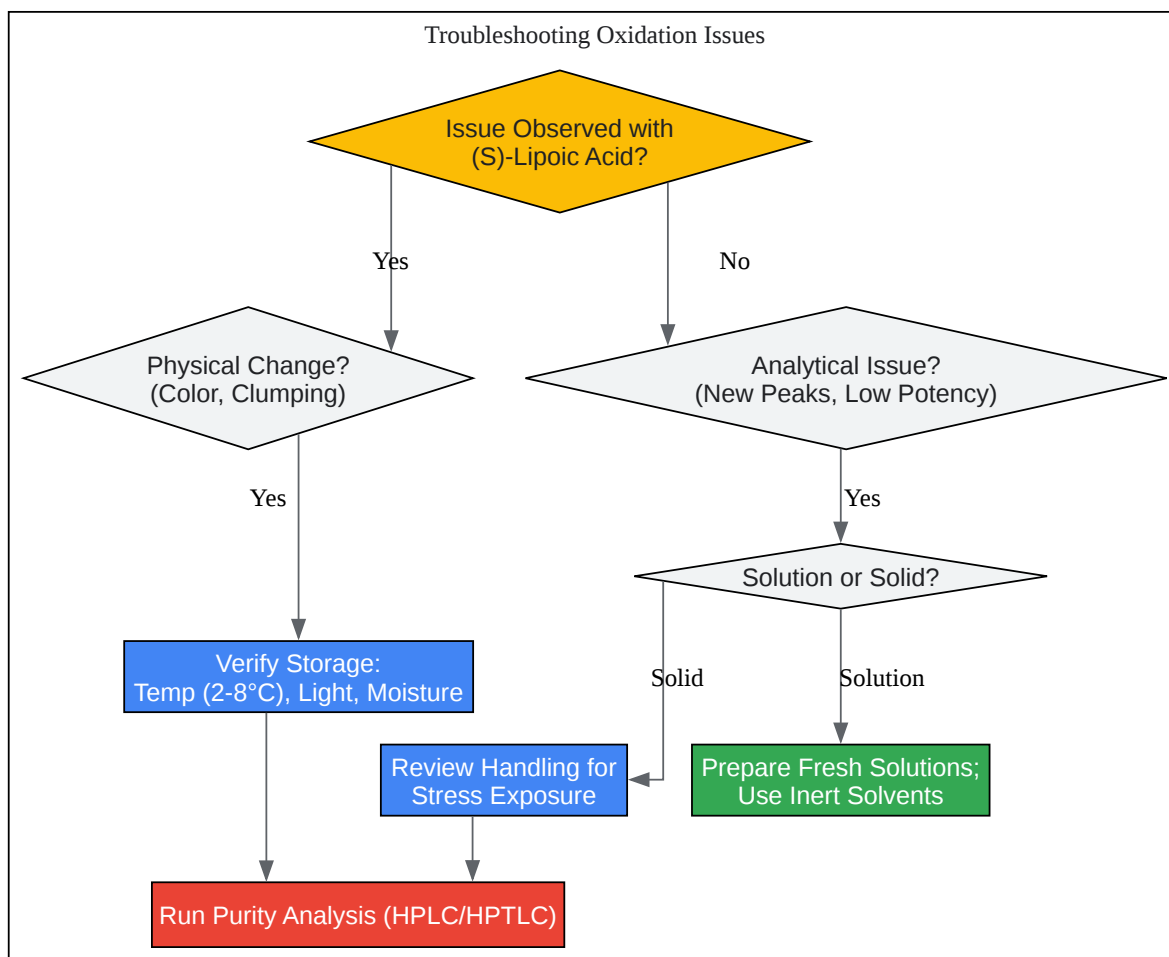 Troubleshooting Oxidation Issues
Issue Observed with
(S)-Lipoic Acid?
Yes
No
Physical Change?
(Color, Clumping)
Analytical Issue?
(New Peaks, Low Potency)
Yes
Yes
Solution or Solid?
Verify Storage:
Temp (2-8°C), Light, Moisture
Solid
Solution
Review Handling for
Stress Exposure
Prepare Fresh Solutions;
Use Inert Solvents
Run Purity Analysis (HPLC/HPTLC)